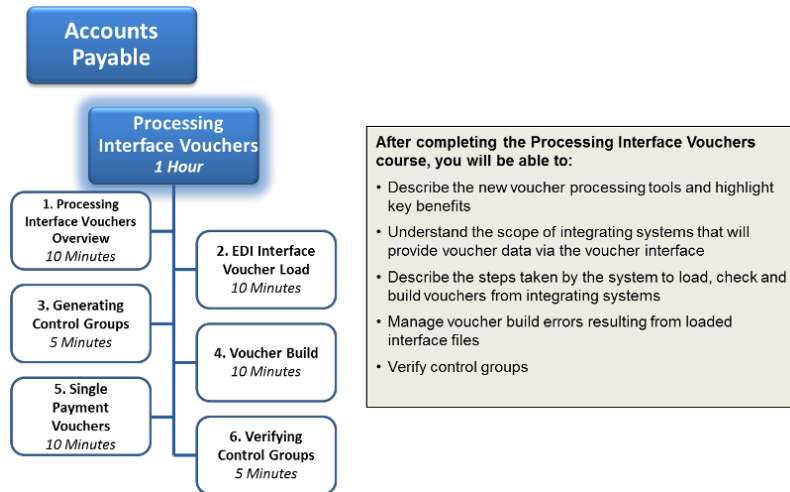 Accounts
Payable
Processing
Interface Vouchers
1 Hour
1. Processing
Interface Vouchers
Overview
10 Minutes
2. EDI Interface
Voucher Load
10 Minutes
3. Generating
Control Groups
5 Minutes
4. Voucher Build
10 Minutes
5. Single
Payment
Vouchers
10 Minutes
6. Verifying
Control Groups
5 Minutes
After completing the Processing Interface Vouchers
course, you will be able to:
• Describe the new voucher processing tools and highlight
key benefits
• Understand the scope of integrating systems that will
provide voucher data via the voucher interface
• Describe the steps taken by the system to load, check and
build vouchers from integrating systems
• Manage voucher build errors resulting from loaded
interface files
• Verify control groups